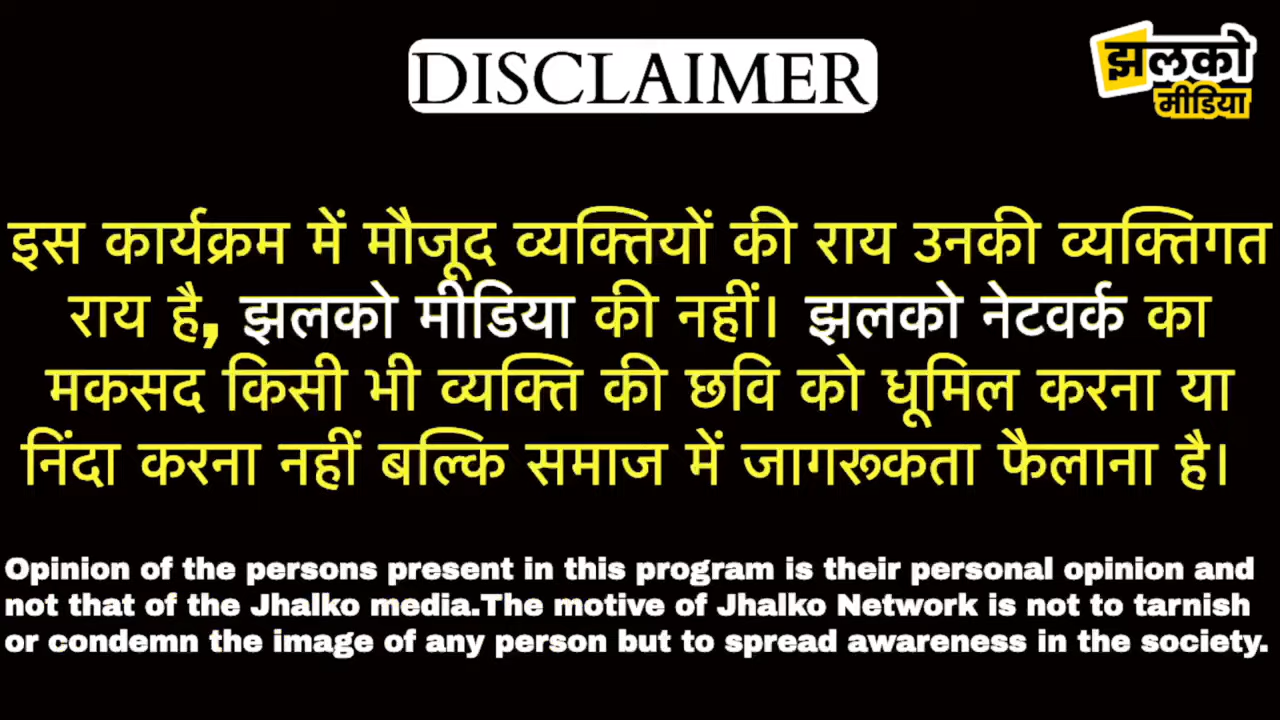 DISCLAIMER
झलको
मीडिया
इस कार्यक्रम में मौजूद व्यक्तियों की राय उनकी व्यक्तिगत
राय है, झलको मीडिया की नहीं। झलको नेटवर्क का
मकसद किसी भी व्यक्ति की छवि को धूमिल करना या
निंदा करना नहीं बल्कि समाज में जागरूकता फैलाना है।
Opinion of the persons present in this program is their personal opinion and
not that of the Jhalko media.The motive of Jhalko Network is not to tarnish
or condemn the image of any person but to spread awareness in the society.